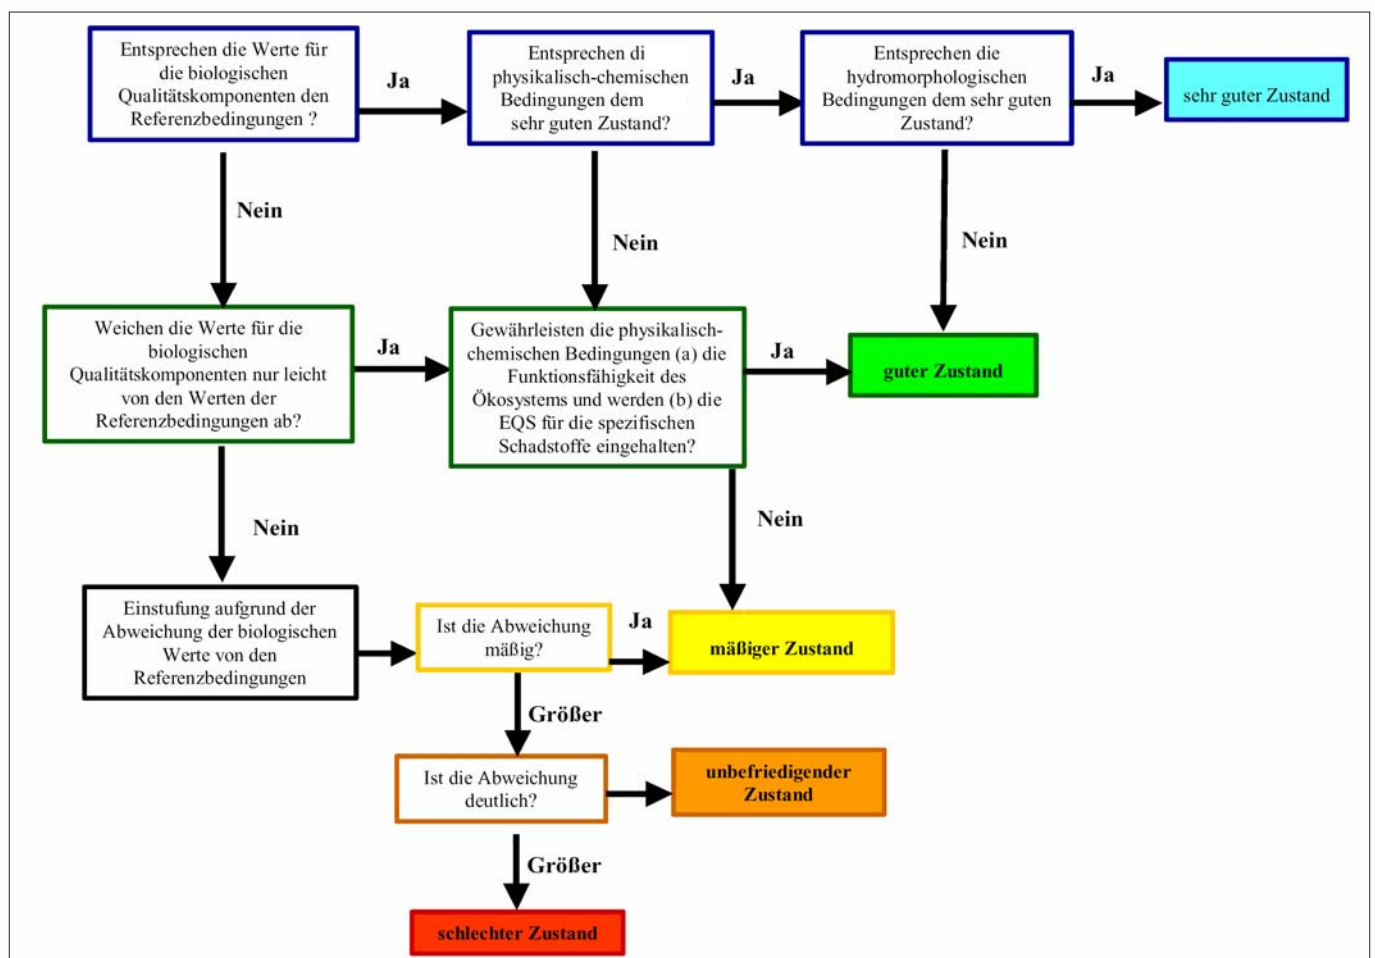 Entsprechen die Werte für
die biologischen
Qualitätskomponenten den
Referenzbedingungen ?
Ja
Entsprechen di
physikalisch-chemischen
Bedingungen dem
sehr guten Zustand?
Ja
Entsprechen die
hydromorphologischen
Bedingungen dem sehr guten
Zustand?
Ja
sehr guter Zustand
Nein
Nein
Nein
Weichen die Werte für die
biologischen
Qualitätskomponenten nur leicht
von den Werten der
Referenzbedingungen ab?
Ja
Gewährleisten die physikalisch-
chemischen Bedingungen (a) die
Funktionsfähigkeit des
Ökosystems und werden (b) die
EQS für die spezifischen
Schadstoffe eingehalten?
Ja
guter Zustand
Nein
Nein
Einstufung aufgrund der
Abweichung der biologischen
Werte von den
Referenzbedingungen
Ist die Abweichung
mäßig?
Ja
mäßiger Zustand
Größer
Ist die Abweichung
deutlich?
unbefriedigender
Zustand
Größer
schlechter Zustand